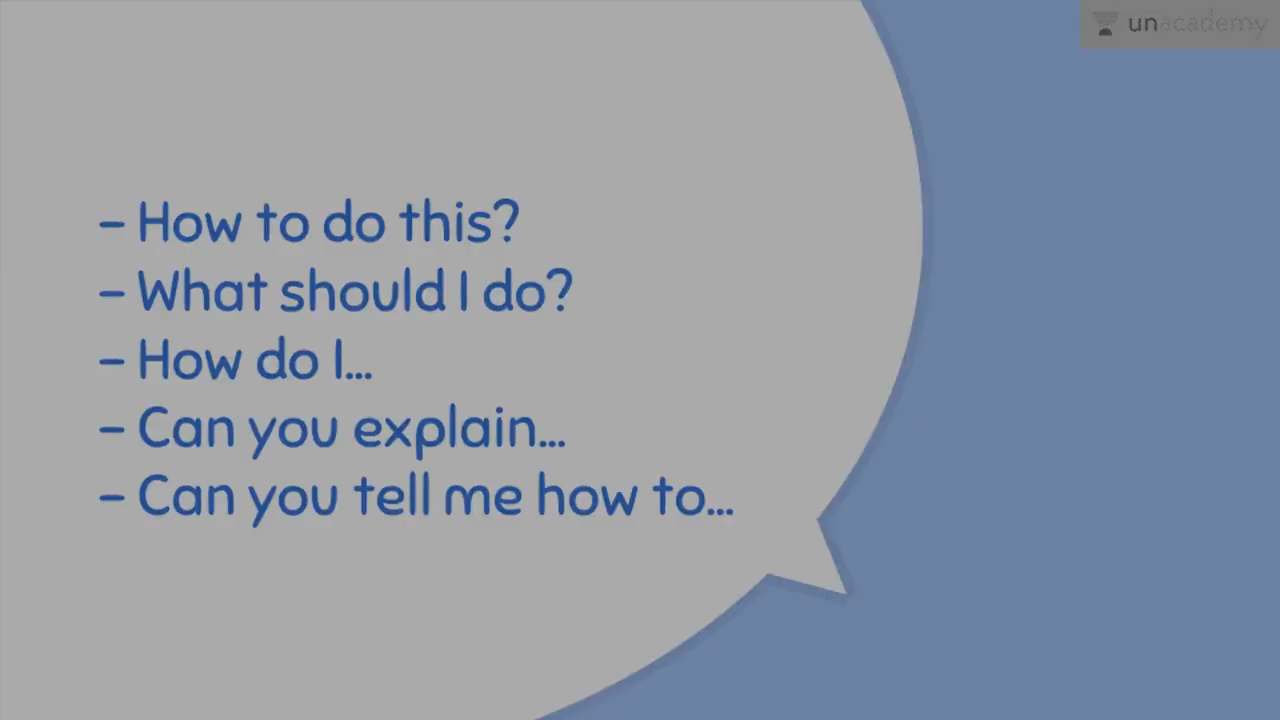 unacademy
– How to do this?
– What should I do?
– How do I...
– Can you explain...
– Can you tell me how to...